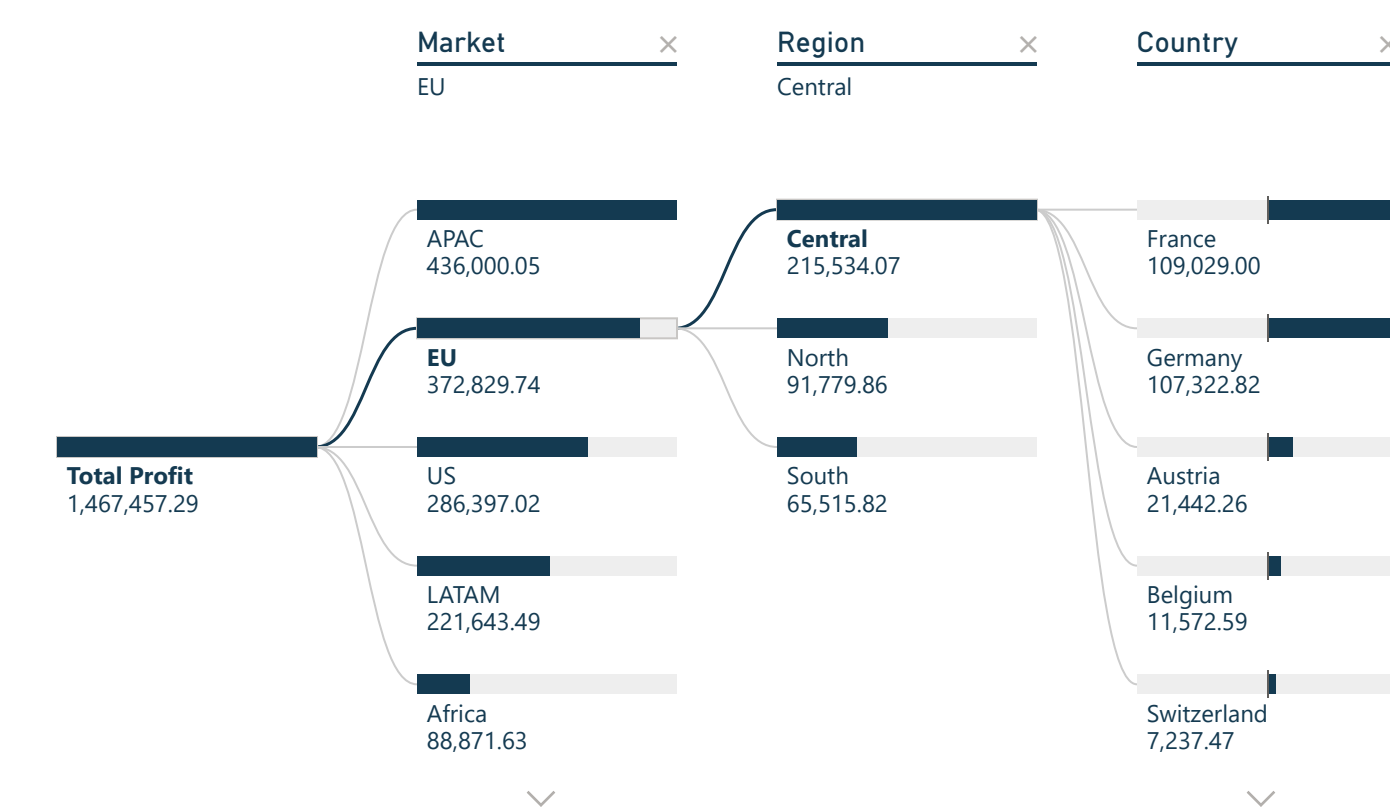 Market
EU
Region
Central
Country
Total Profit
1,467,457.29
APAC
436,000.05
EU
372,829.74
US
286,397.02
LATAM
221,643.49
Africa
88,871.63
Central
215,534.07
North
91,779.86
South
65,515.82
France
109,029.00
Germany
107,322.82
Austria
21,442.26
Belgium
11,572.59
Switzerland
7,237.47